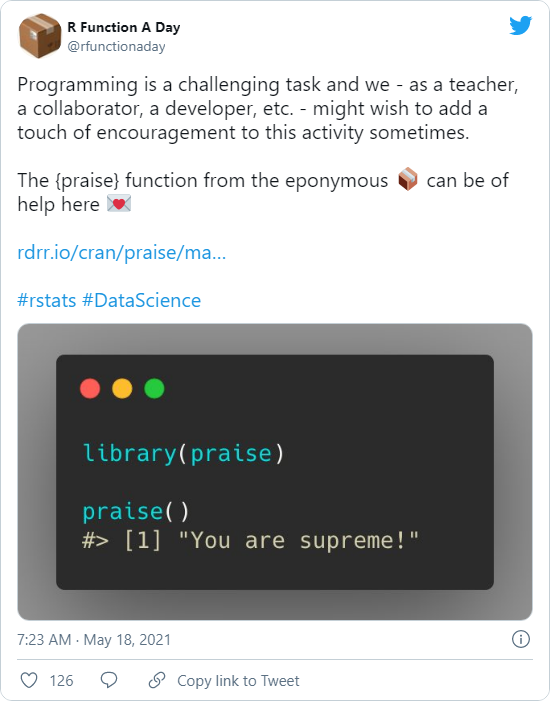 R Function A Day
@rfunctionaday
Programming is a challenging task and we - as a teacher,
a collaborator, a developer, etc. - might wish to add a
touch of encouragement to this activity sometimes.
The {praise} function from the eponymous 📦 can be of
help here 💌
rdrr.io/cran/praise/ma...
#rstats #DataScience
library(praise)
praise()
#> [1] "You are supreme!"
7:23 AM · May 18, 2021
126 Copy link to Tweet